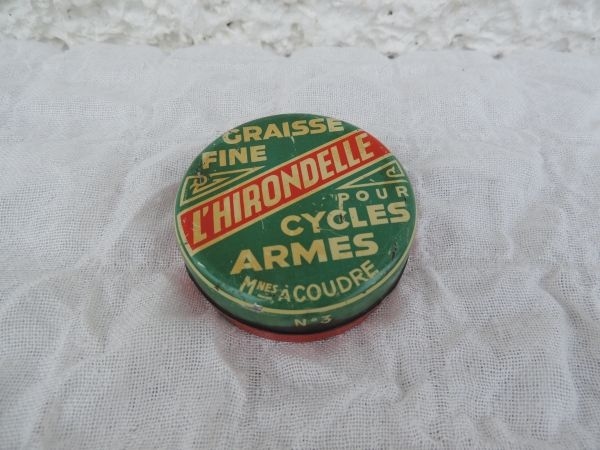 GRAISSE
FINE
L'HIRONDELLE
POUR
CYCLES
ARMES
MNES À COUDRE
N° 3